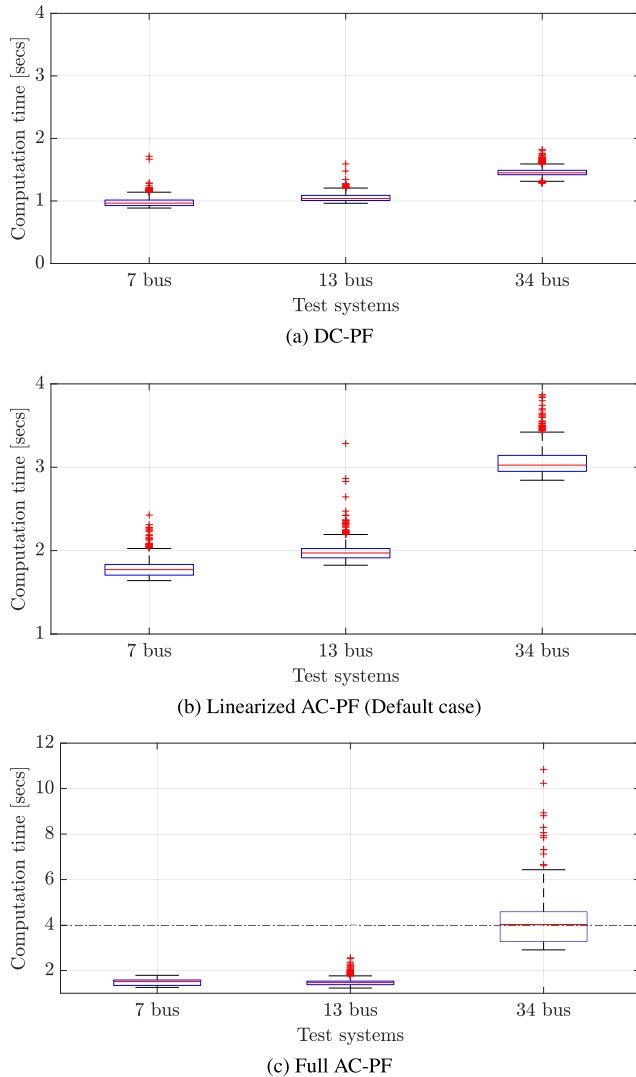 4
3
2
1
0
Computation time [secs]
7 bus 13 bus 34 bus
Test systems
(a) DC-PF
4
3
2
1
Computation time [secs]
7 bus 13 bus 34 bus
Test systems
(b) Linearized AC-PF (Default case)
12
10
8
6
4
2
Computation time [secs]
7 bus 13 bus 34 bus
Test systems
(c) Full AC-PF